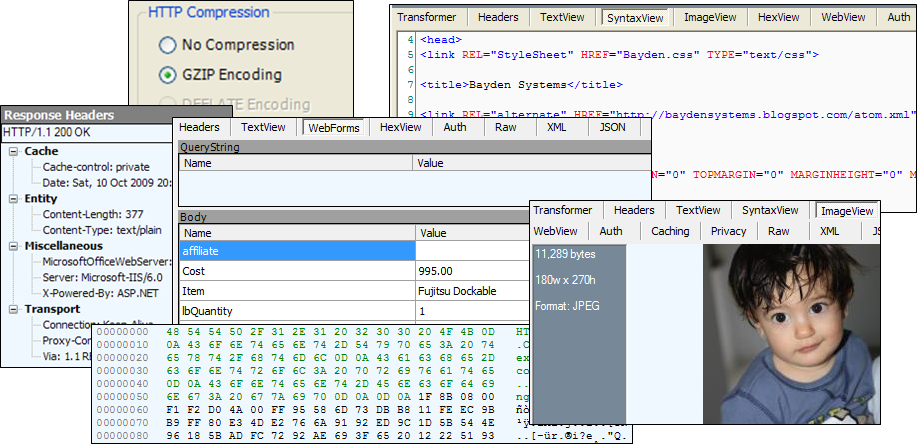 HTTP Compression
No Compression
GZIP Encoding
DEFLATE Encoding
Transformer Headers TextView SyntaxView ImageView HexView WebView Auth
4 <head>
5 <link REL="StyleSheet" HREF="Bayden.css" TYPE="text/css">
6
7 <title>Bayden Systems</title>
8
9 <link REL="alternate" HREF="http://baydensystems.blogspot.com/atom.xml"
N="0" TOPMARGIN="0" MARGINHEIGHT="0" M
Response Headers
HTTP/1.1 200 OK
Cache
Cache-control: private
Date: Sat, 10 Oct 2009 20:
Entity
Content-Length: 377
Content-Type: text/plain
Miscellaneous
MicrosoftOfficeWebServer:
Server: Microsoft-IIS/6.0
X-Powered-By: ASP.NET
Transport
Connection: Keep-Alive
Proxy-Con
Via: 1.1 RE
Headers TextView WebForms HexView Auth Raw XML JSON
QueryString
Name Value
Body
Name Value
affiliate
Cost 995.00
Item Fujitsu Dockable
lbQuantity 1
Transformer Headers TextView SyntaxView ImageView
WebView Auth Caching Privacy Raw XML JS
11,289 bytes
180w x 270h
Format: JPEG
00000000 48 54 54 50 2F 31 2E 31 20 32 30 30 20 4F 4B 0D HT
00000010 0A 43 6F 6E 74 65 6E 74 2D 54 79 70 65 3A 20 74 .C
00000020 65 78 74 2F 68 74 6D 6C 0D 0A 43 61 63 68 65 2D ex
00000030 63 6F 6E 74 72 6F 6C 3A 20 70 72 69 76 61 74 65 co
00000040 0D 0A 43 6F 6E 74 65 6E 74 2D 45 6E 63 6F 64 69 ..
00000050 6E 67 3A 20 67 7A 69 70 0D 0A 0D 0A 1F 8B 08 00 ng
00000060 F1 F2 D0 4A 00 FF 95 58 6D 73 DB B8 11 FE EC 9B ñò
00000070 B9 FF 80 E3 4D E2 76 6A 91 92 ED 9C 1D 5B 54 4E
00000080 96 18 5B AD FC 72 92 AE 69 3F 65 20 12 22 51 93